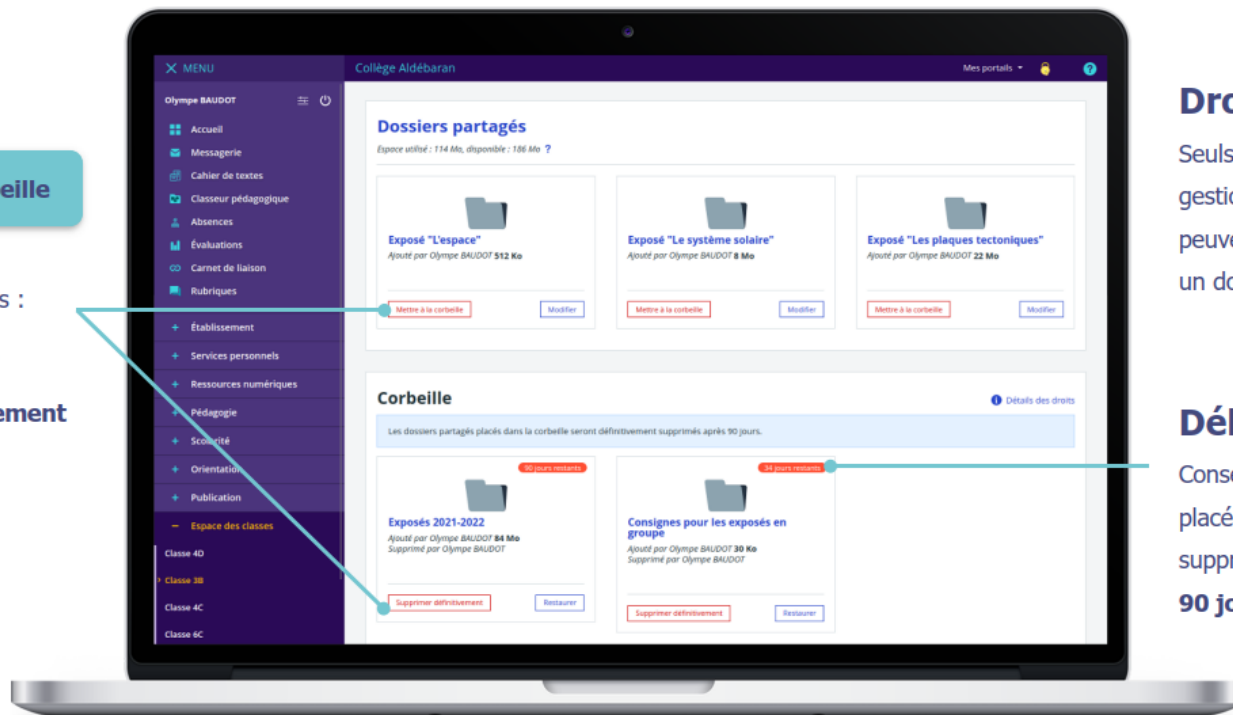 eille
s :
ement
MENU
Collège Aldébaran
Mes portails
?
Olympe BAUDOT
Accueil
Messagerie
Cahier de textes
Classeur pédagogique
Absences
Évaluations
Carnet de liaison
Rubriques
+ Établissement
+ Services personnels
+ Ressources numériques
+ Pédagogie
+ Scolarité
+ Orientation
+ Publication
− Espace des classes
Classe 4D
› Classe 3B
Classe 4C
Classe 6C
Dossiers partagés
Espace utilisé : 114 Mo, disponible : 186 Mo ?
Exposé "L'espace"
Ajouté par Olympe BAUDOT 512 Ko
Mettre à la corbeille
Modifier
Exposé "Le système solaire"
Ajouté par Olympe BAUDOT 8 Mo
Mettre à la corbeille
Modifier
Exposé "Les plaques tectoniques"
Ajouté par Olympe BAUDOT 22 Mo
Mettre à la corbeille
Modifier
Corbeille
Détails des droits
Les dossiers partagés placés dans la corbeille seront définitivement supprimés après 90 jours.
90 jours restants
Exposés 2021-2022
Ajouté par Olympe BAUDOT 84 Mo
Supprimé par Olympe BAUDOT
Supprimer définitivement
Restaurer
34 jours restants
Consignes pour les exposés en
groupe
Ajouté par Olympe BAUDOT 30 Ko
Supprimé par Olympe BAUDOT
Supprimer définitivement
Restaurer
Dro
Seuls
gestio
peuve
un do
Dél
Conse
placé
suppr
90 jo